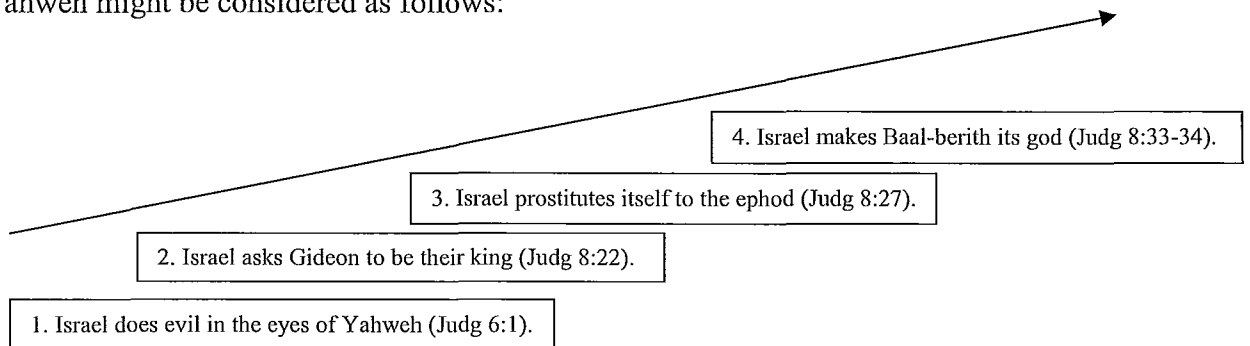 anweh might be considered as follows:
4. Israel makes Baal-berith its god (Judg 8:33-34).
3. Israel prostitutes itself to the ephod (Judg 8:27).
2. Israel asks Gideon to be their king (Judg 8:22).
1. Israel does evil in the eyes of Yahweh (Judg 6:1).